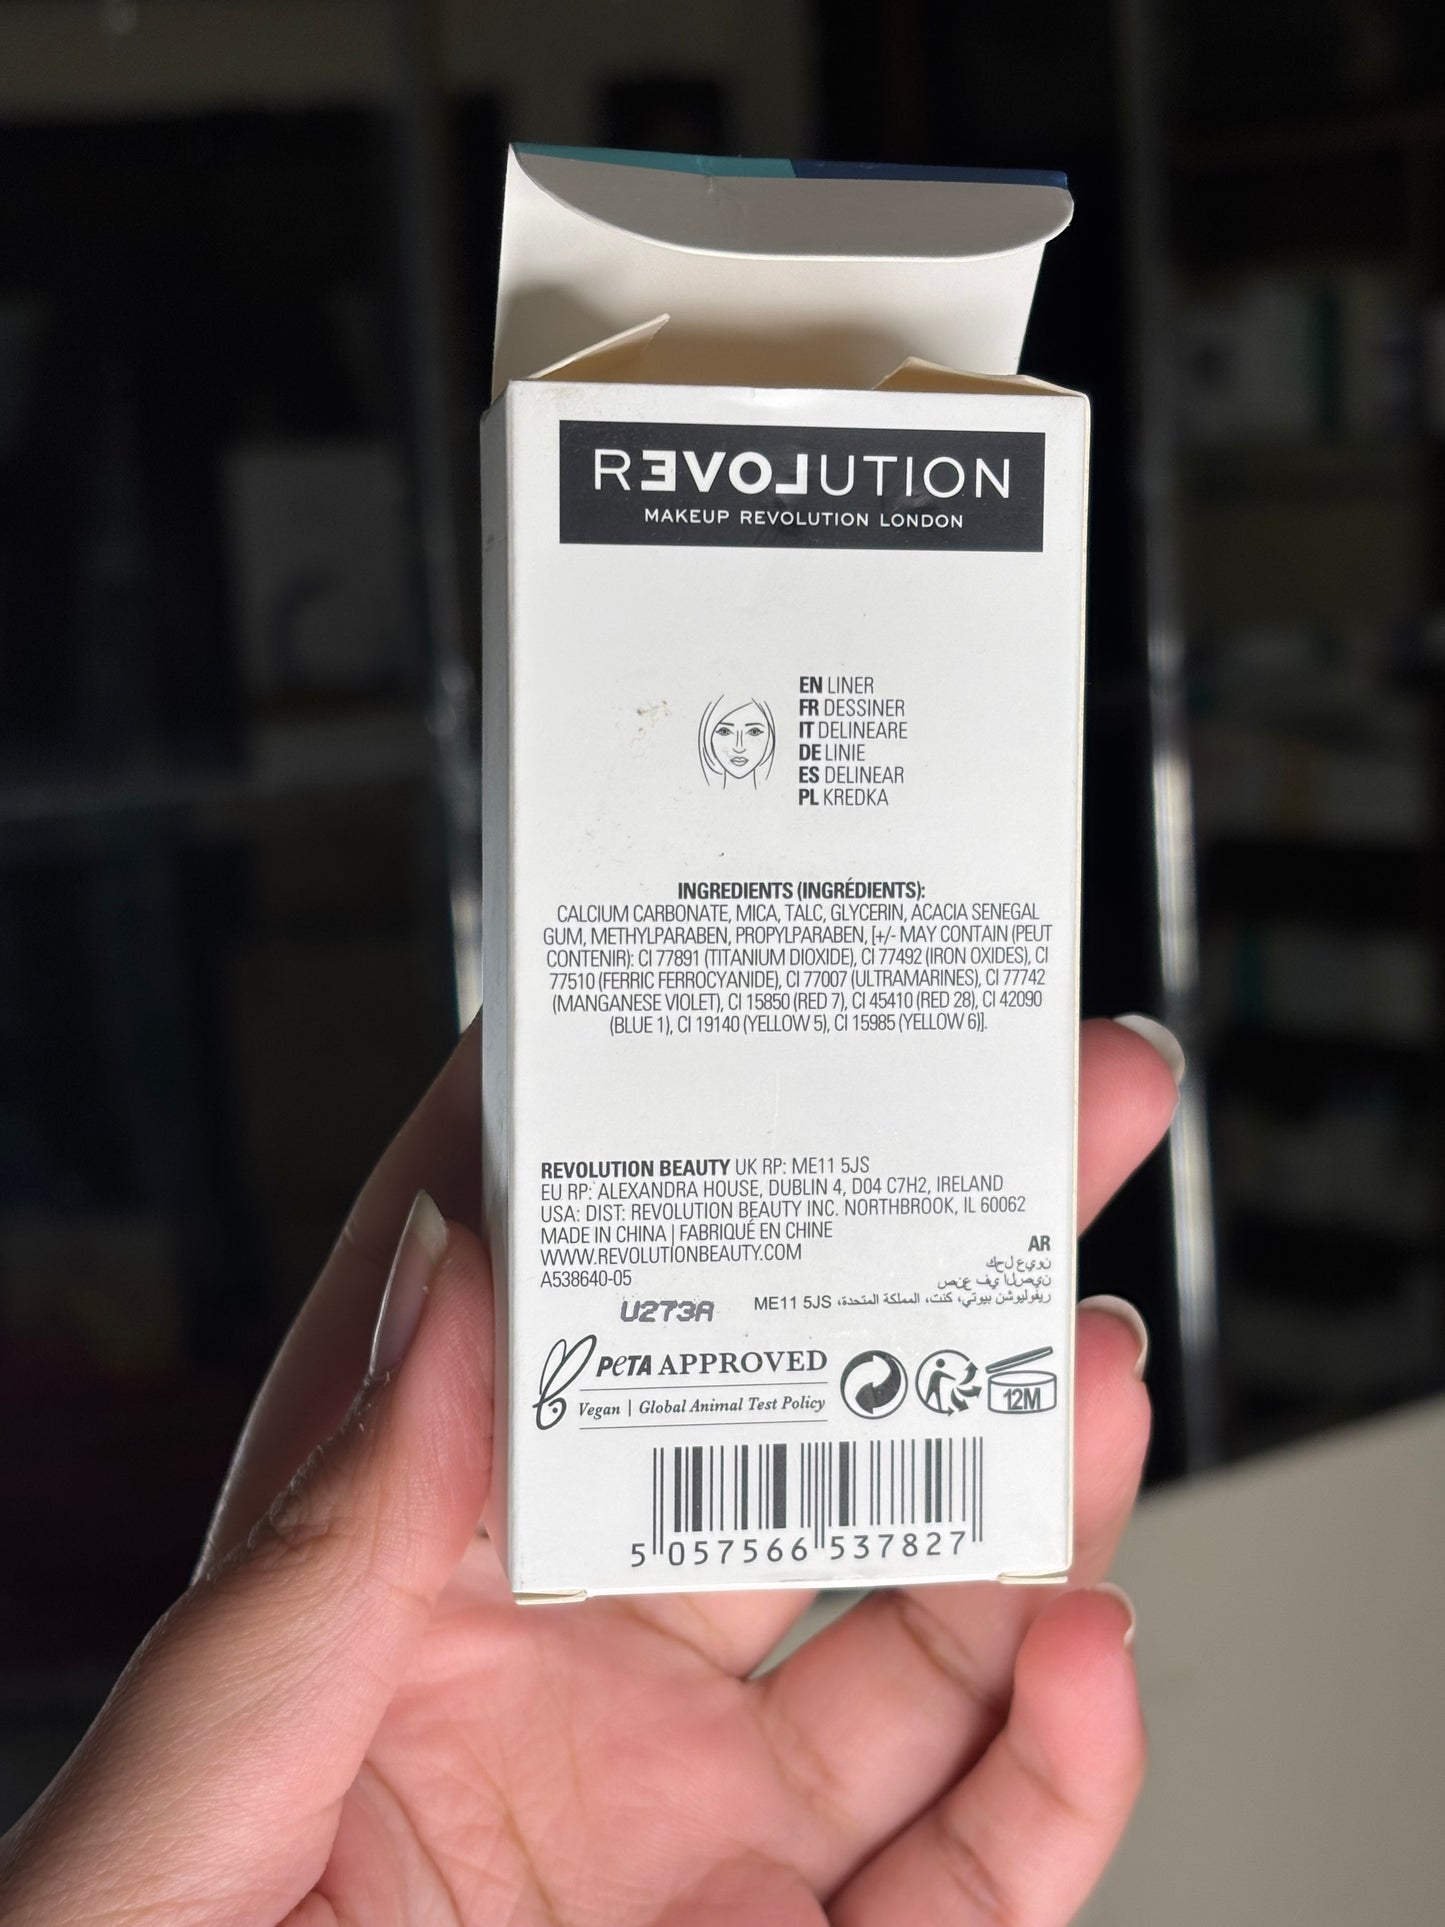 REVOLUTION
MAKEUP REVOLUTION LONDON
EN LINER
FR DESSINER
IT DELINEARE
DE LINIE
ES DELINEAR
PL KREDKA
INGREDIENTS (INGRÉDIENTS):
CALCIUM CARBONATE, MICA, TALC, GLYCERIN, ACACIA SENEGAL
GUM, METHYLPARABEN, PROPYLPARABEN, [+/- MAY CONTAIN (PEUT
CONTENIR): CI 77891 (TITANIUM DIOXIDE), CI 77492 (IRON OXIDES), CI
77510 (FERRIC FERROCYANIDE), CI 77007 (ULTRAMARINES), CI 77742
(MANGANESE VIOLET), CI 15850 (RED 7), CI 45410 (RED 28), CI 42090
(BLUE 1), CI 19140 (YELLOW 5), CI 15985 (YELLOW 6)].
REVOLUTION BEAUTY UK RP: ME11 5JS
EU RP: ALEXANDRA HOUSE, DUBLIN 4, D04 C7H2, IRELAND
USA: DIST: REVOLUTION BEAUTY INC. NORTHBROOK, IL 60062
MADE IN CHINA | FABRIQUÉ EN CHINE
WWW.REVOLUTIONBEAUTY.COM
A538640-05
AR
ريفوليوشن بيوتي، كنت، المملكة المتحدة، ME11 5JS
U273A
PETA APPROVED
Vegan | Global Animal Test Policy
12M
5 057566 537827